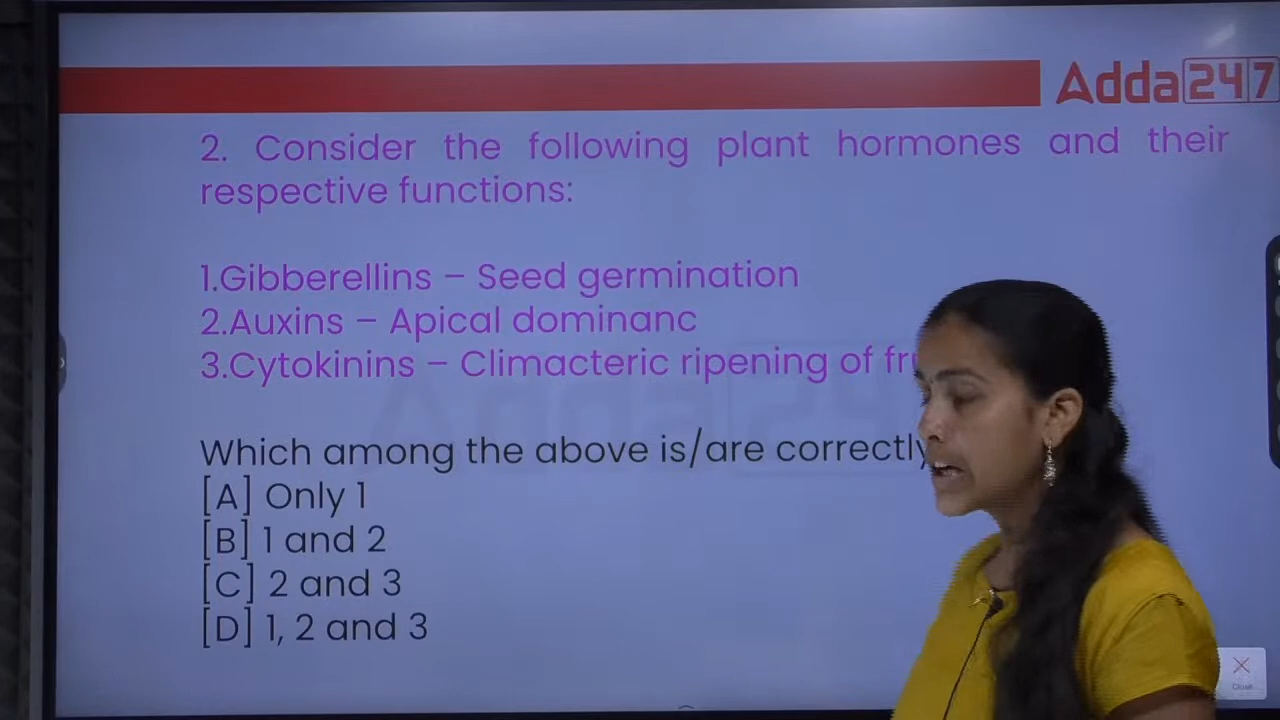 Adda247
2. Consider the following plant hormones and their
respective functions:
1.Gibberellins – Seed germination
2.Auxins – Apical dominanc
3.Cytokinins – Climacteric ripening of
Which among the above is/are correctly
[A] Only 1
[B] 1 and 2
[C] 2 and 3
[D] 1, 2 and 3
Close